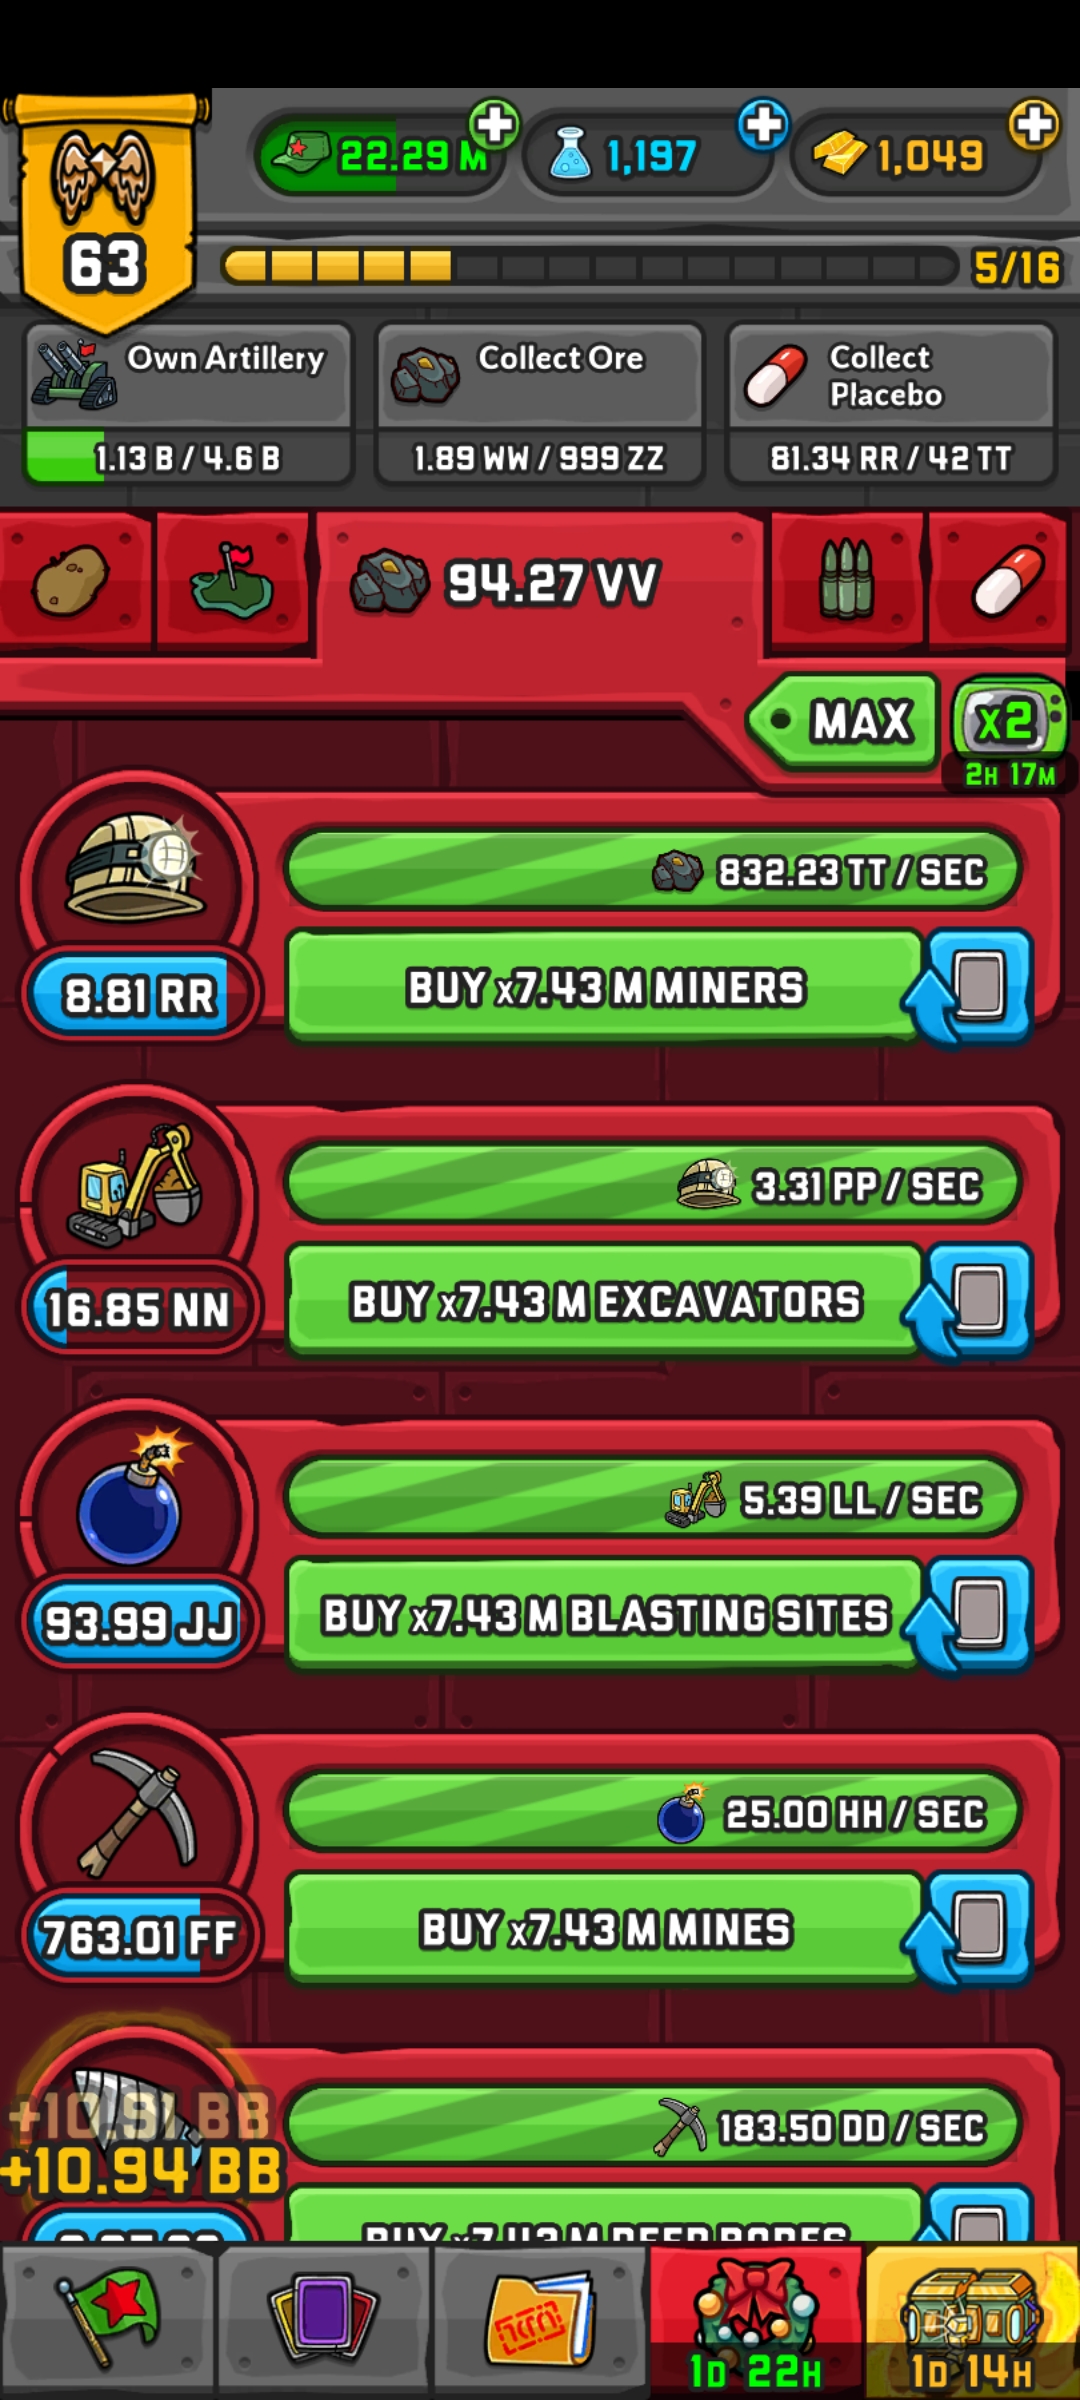 22.29 M
1,197
1,049
63
5/16
Own Artillery
1.13 B / 4.6 B
Collect Ore
1.89 WW / 999 ZZ
Collect
Placebo
81.34 RR / 42 TT
94.27 VV
MAX
x2
2H 17M
832.23 TT / SEC
8.81 RR
BUY x7.43 M MINERS
3.31 PP / SEC
16.85 NN
BUY x7.43 M EXCAVATORS
5.39 LL / SEC
93.99 JJ
BUY x7.43 M BLASTING SITES
25.00 HH / SEC
763.01 FF
BUY x7.43 M MINES
+10.91 BB
183.50 DD / SEC
+10.94 BB
BUY x7.43 M DEEP BORES
1D 22H
1D 14H